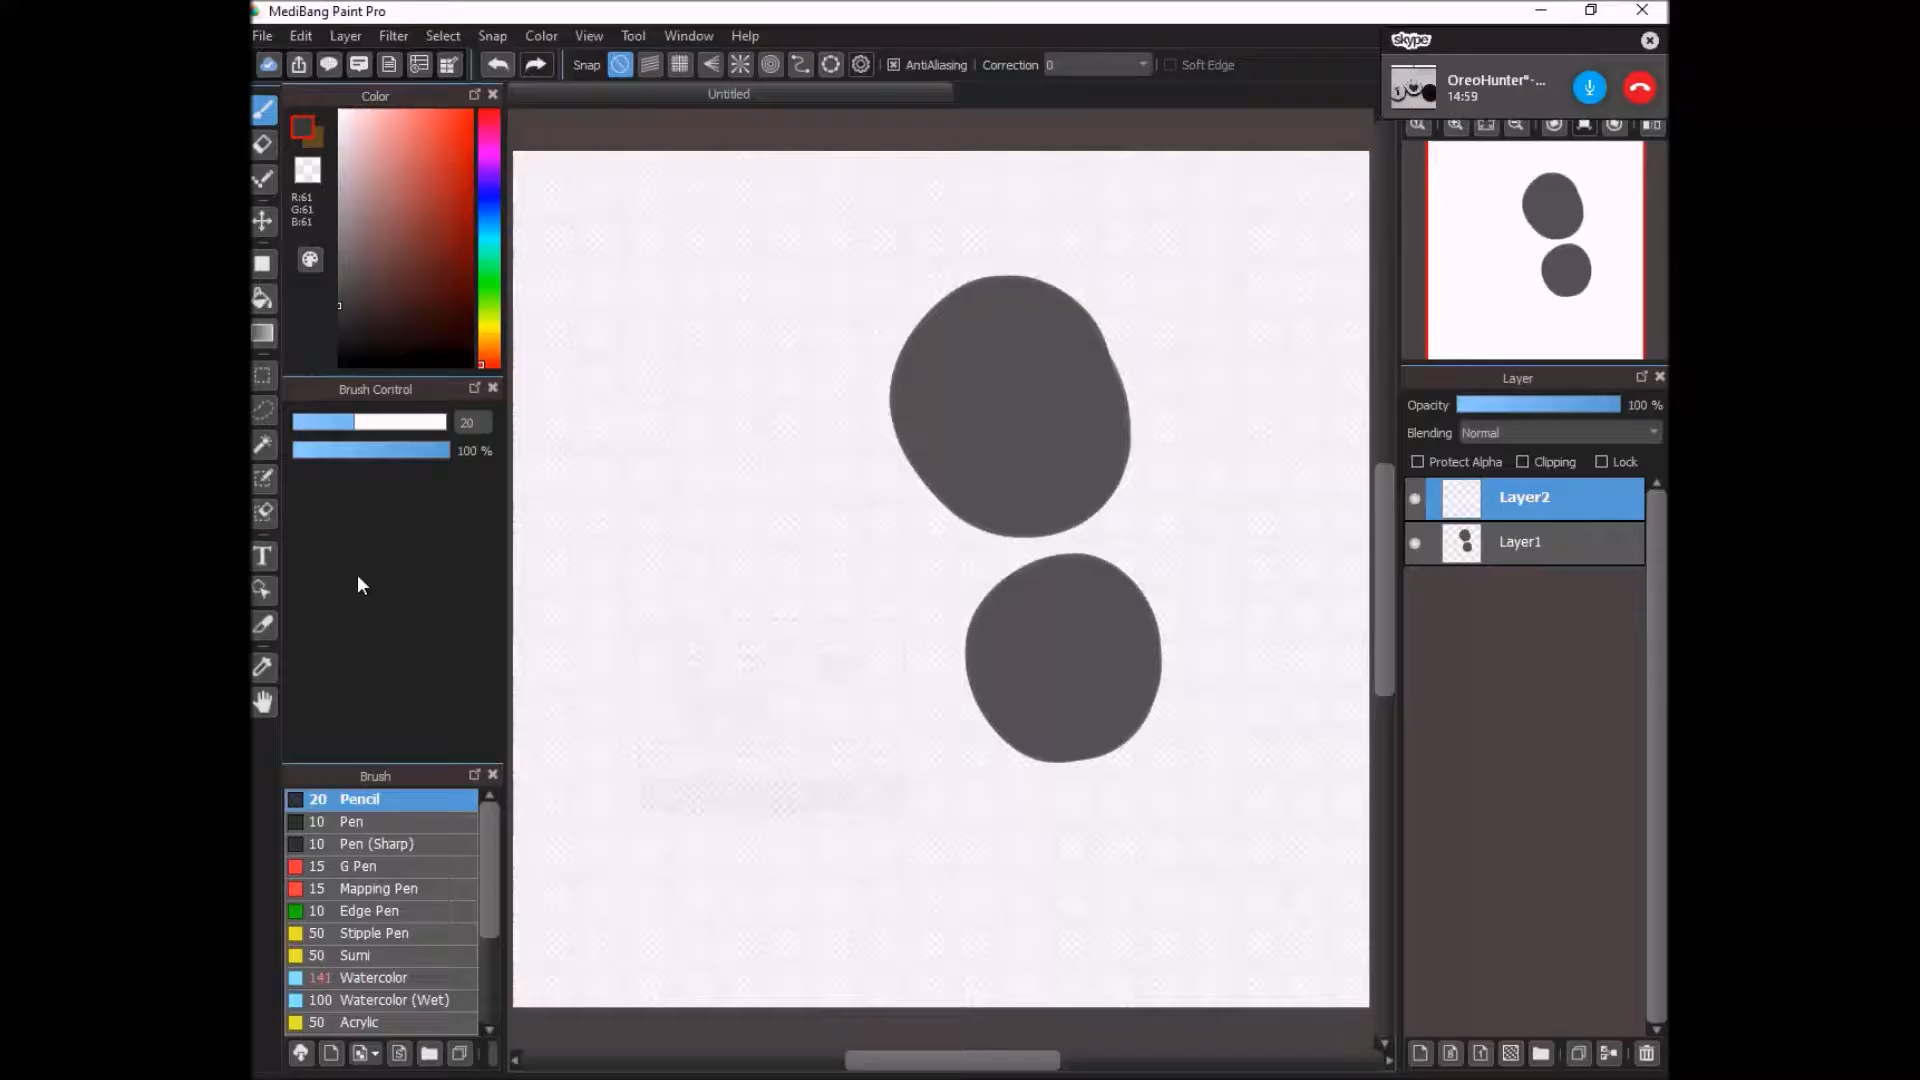 MediBang Paint Pro
File Edit Layer Filter Select Snap Color View Tool Window Help
skype
Snap AntiAliasing Correction 0 Soft Edge
OreoHunter*-...
14:59
Untitled
Color
R:61
G:61
B:61
Brush Control
20
100 %
Layer
Opacity 100 %
Blending Normal
Protect Alpha Clipping Lock
Layer2
Layer1
Brush
20 Pencil
10 Pen
10 Pen (Sharp)
15 G Pen
15 Mapping Pen
10 Edge Pen
50 Stipple Pen
50 Sumi
141 Watercolor
100 Watercolor (Wet)
50 Acrylic